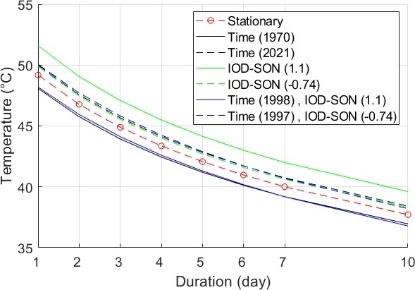 55
50
45
40
35
Temperature (°C)
1
2
3
4
5
6
7
10
Duration (day)
Stationary
Time (1970)
Time (2021)
IOD-SON (1.1)
IOD-SON (-0.74)
Time (1998) , IOD-SON (1.1)
Time (1997) , IOD-SON (-0.74)